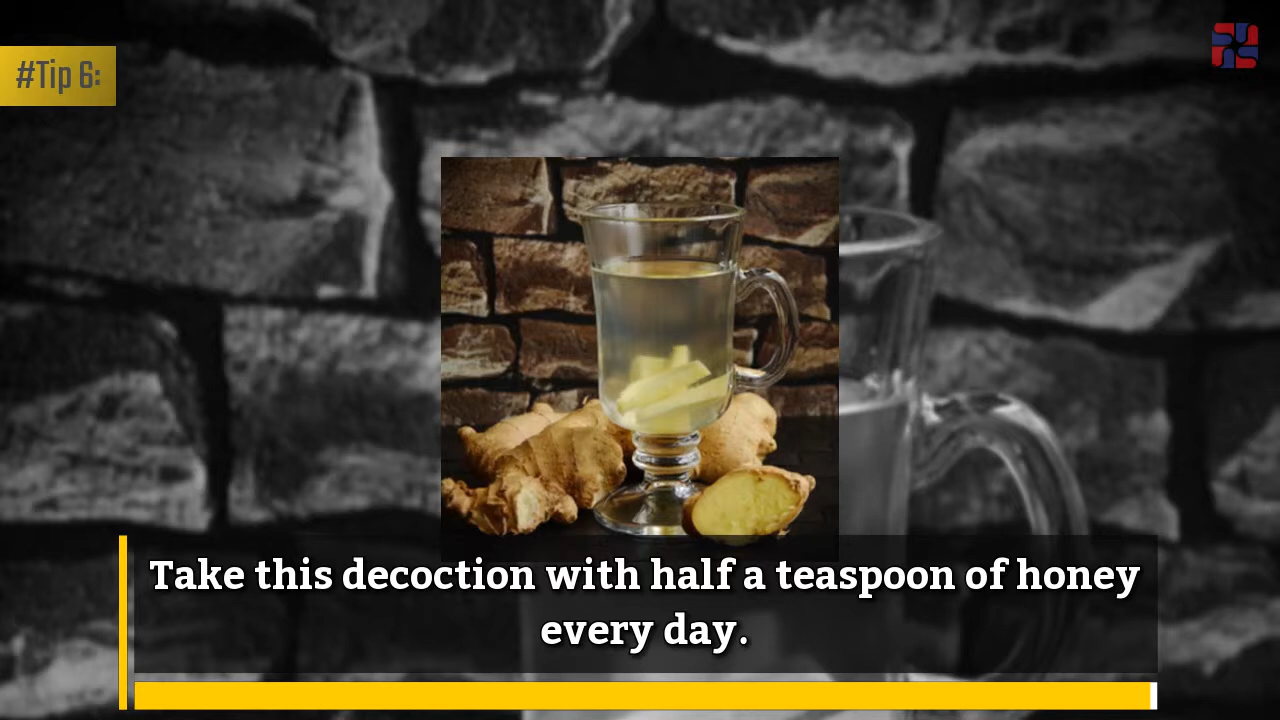 #Tip 6:
Take this decoction with half a teaspoon of honey
every day.